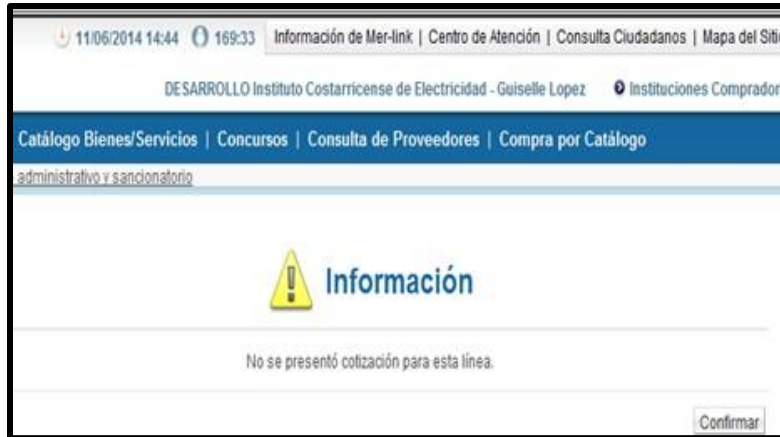 11/06/2014 14:44 169:33 Información de Mer-link | Centro de Atención | Consulta Ciudadanos | Mapa del Siti
DESARROLLO Instituto Costarricense de Electricidad - Guiselle Lopez Instituciones Comprador
Catálogo Bienes/Servicios | Concursos | Consulta de Proveedores | Compra por Catálogo
administrativo y sancionatorio
Información
No se presentó cotización para esta línea.
Confirmar